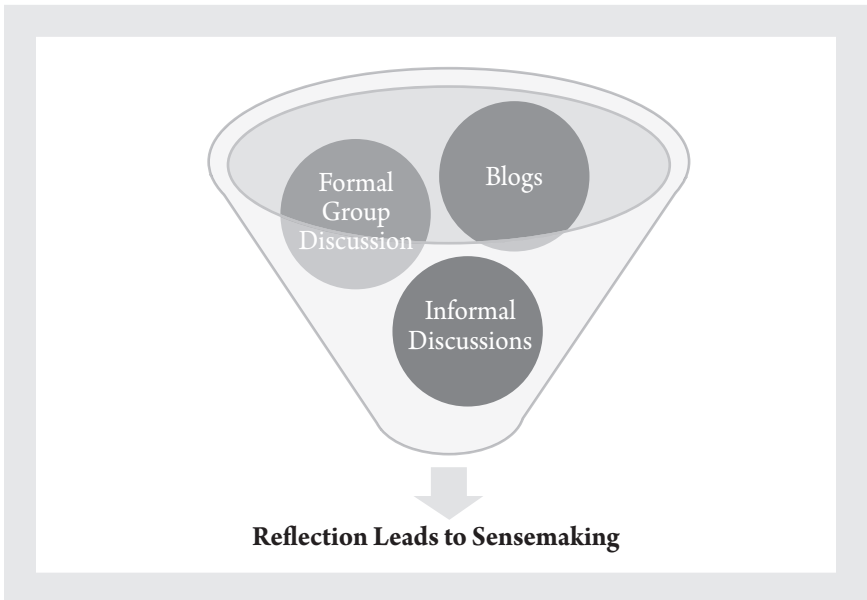 Formal
Group
Discussion
Blogs
Informal
Discussions
Reflection Leads to Sensemaking